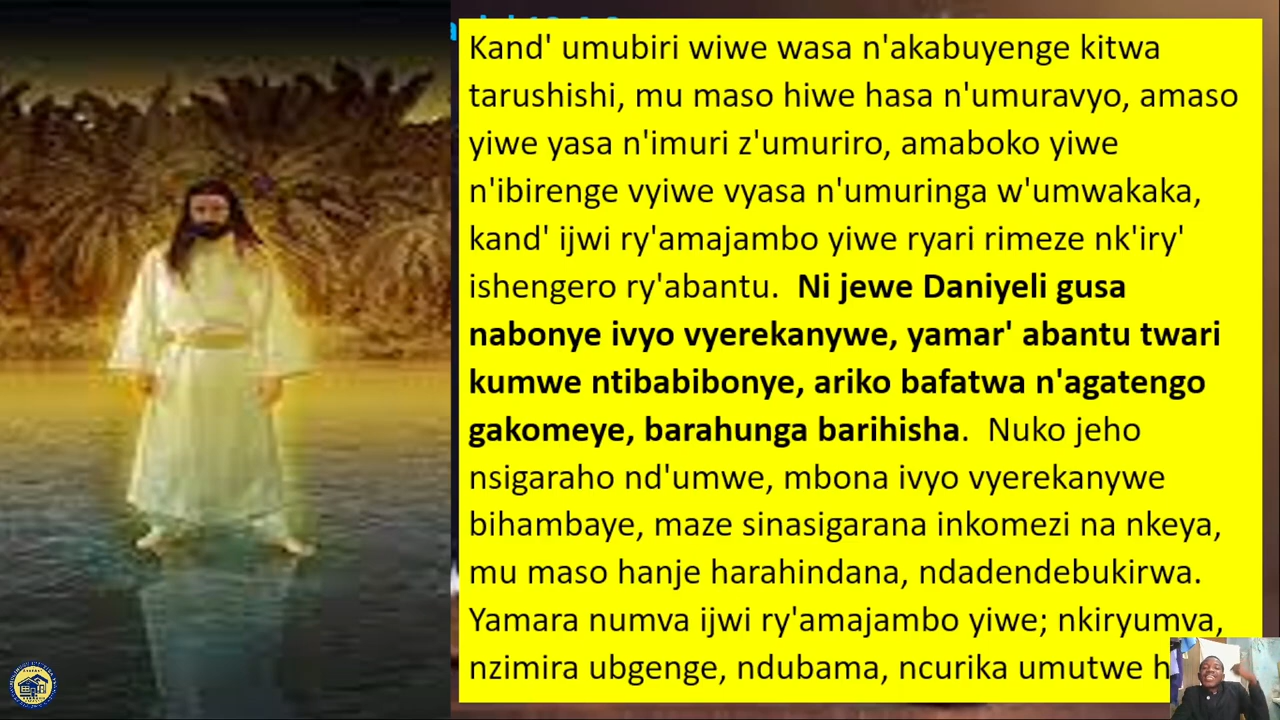 Kand' umubiri wiwe wasa n'akabuyenge kitwa
tarushishi, mu maso hiwe hasa n'umuravyo, amaso
yiwe yasa n'imuri z'umuriro, amaboko yiwe
n'ibirenge vyiwe vyasa n'umuringa w'umwakaka,
kand' ijwi ry'amajambo yiwe ryari rimeze nk'iry'
ishengero ry'abantu. Ni jewe Daniyeli gusa
nabonye ivyo vyerekanywe, yamar' abantu twari
kumwe ntibabibonye, ariko bafatwa n'agatengo
gakomeye, barahunga barihisha. Nuko jeho
nsigaraho nd'umwe, mbona ivyo vyerekanywe
bihambaye, maze sinasigarana inkomezi na nkeya,
mu maso hanje harahindana, ndadendebukirwa.
Yamara numva ijwi ry'amajambo yiwe; nkiryumva,
nzimira ubgenge, ndubama, ncurika umutwe